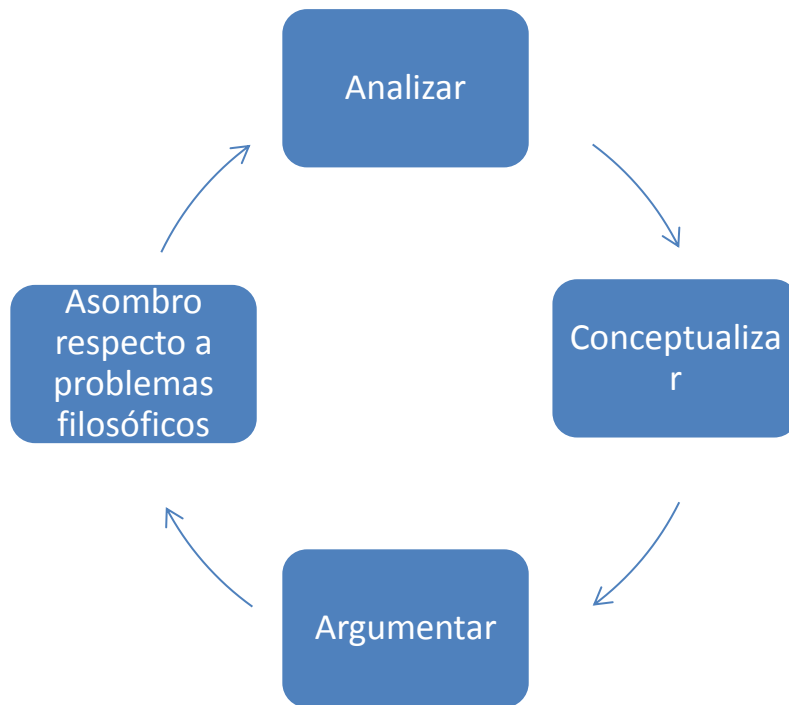 Analizar
Asombro
respecto a
problemas
filosóficos
Conceptualiza
r
Argumentar